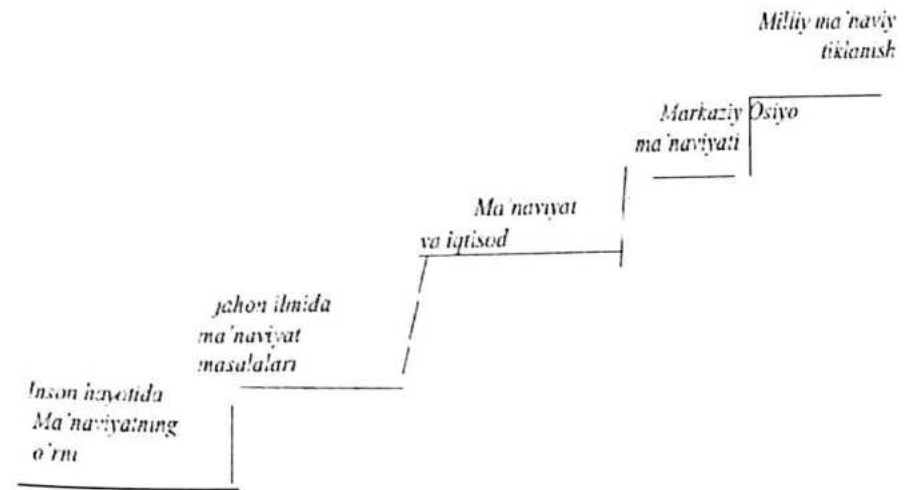 Milliy ma'naviy
tiklanish
Markaziy Osiyo
ma'naviyati
Ma'naviyat
va iqtisod
jahon ilmida
ma'naviyat
masalalari
Inson hayotida
Ma'naviyatning
o'rni